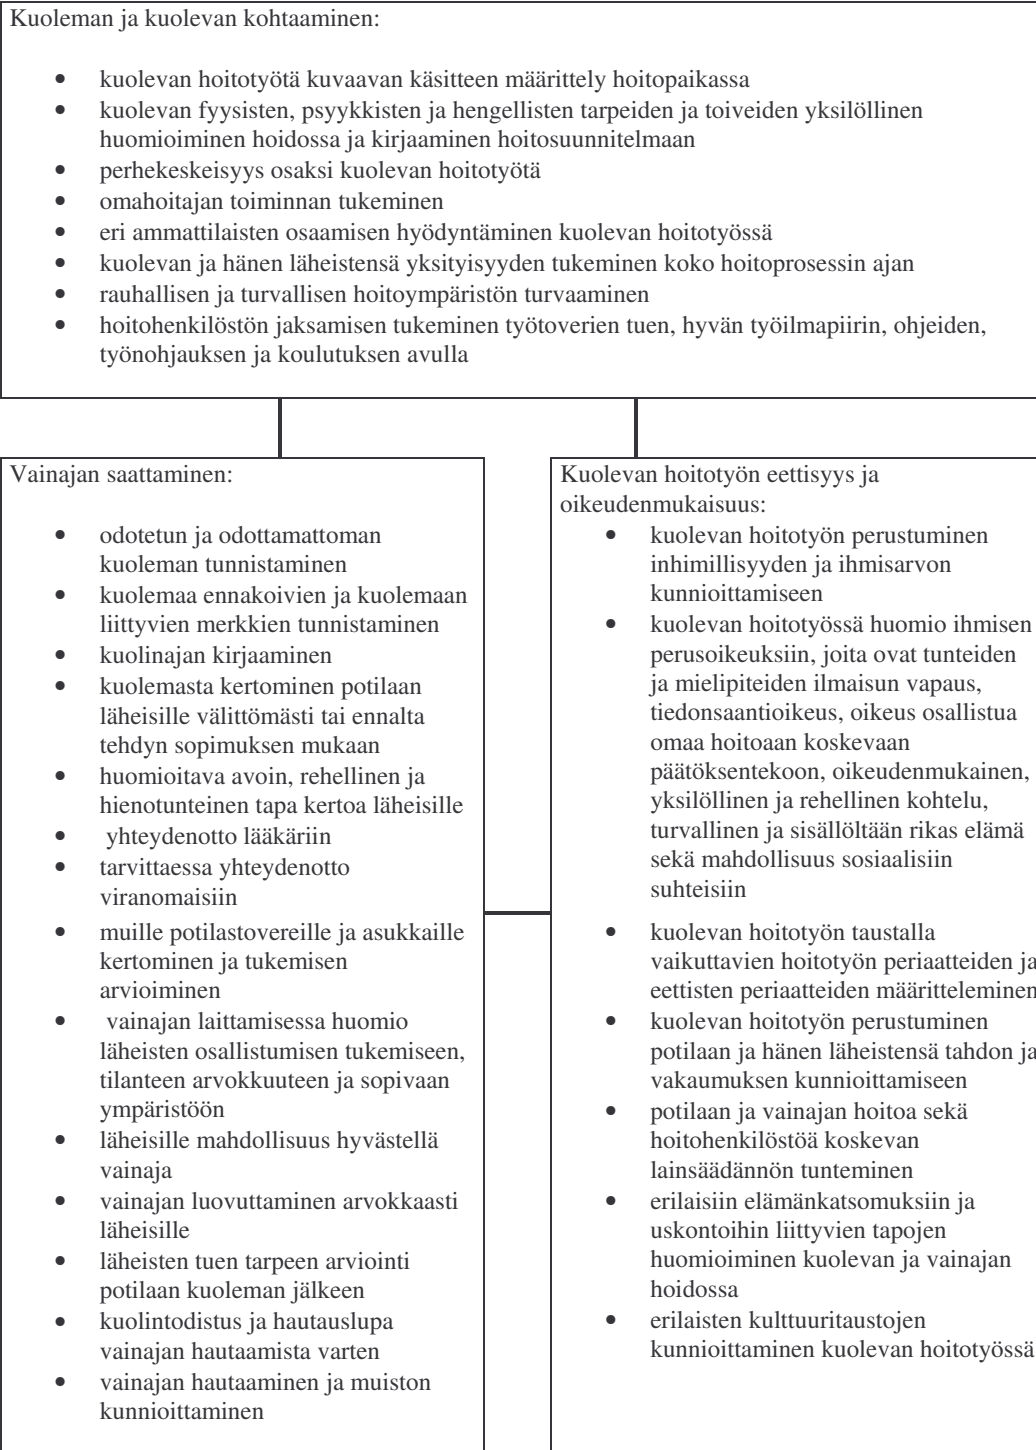 Kuoleman ja kuolevan kohtaaminen:
• kuolevan hoitotyötä kuvaavan käsitteen määrittely hoitopaikassa
• kuolevan fyysisten, psyykkisten ja hengellisten tarpeiden ja toiveiden yksilöllinen
huomioiminen hoidossa ja kirjaaminen hoitosuunnitelmaan
• perhekeskeisyys osaksi kuolevan hoitotyötä
• omahoitajan toiminnan tukeminen
• eri ammattilaisten osaamisen hyödyntäminen kuolevan hoitotyössä
• kuolevan ja hänen läheistensä yksityisyyden tukeminen koko hoitoprosessin ajan
• rauhallisen ja turvallisen hoitoympäristön turvaaminen
• hoitohenkilöstön jaksamisen tukeminen työtoverien tuen, hyvän työilmapiirin, ohjeiden,
työnohjauksen ja koulutuksen avulla
Vainajan saattaminen:
• odotetun ja odottamattoman
kuoleman tunnistaminen
• kuolemaa ennakoivien ja kuolemaan
liittyvien merkkien tunnistaminen
• kuolinajan kirjaaminen
• kuolemasta kertominen potilaan
läheisille välittömästi tai ennalta
tehdyn sopimuksen mukaan
• huomioitava avoin, rehellinen ja
hienotunteinen tapa kertoa läheisille
• yhteydenotto lääkäriin
• tarvittaessa yhteydenotto
viranomaisiin
• muille potilastovereille ja asukkaille
kertominen ja tukemisen
arvioiminen
• vainajan laittamisessa huomio
läheisten osallistumisen tukemiseen,
tilanteen arvokkuuteen ja sopivaan
ympäristöön
• läheisille mahdollisuus hyvästellä
vainaja
• vainajan luovuttaminen arvokkaasti
läheisille
• läheisten tuen tarpeen arviointi
potilaan kuoleman jälkeen
• kuolintodistus ja hautauslupa
vainajan hautaamista varten
• vainajan hautaaminen ja muiston
kunnioittaminen
Kuolevan hoitotyön eettisyys ja
oikeudenmukaisuus:
• kuolevan hoitotyön perustuminen
inhimillisyyden ja ihmisarvon
kunnioittamiseen
• kuolevan hoitotyössä huomio ihmisen
perusoikeuksiin, joita ovat tunteiden
ja mielipiteiden ilmaisun vapaus,
tiedonsaantioikeus, oikeus osallistua
omaa hoitoaan koskevaan
päätöksentekoon, oikeudenmukainen,
yksilöllinen ja rehellinen kohtelu,
turvallinen ja sisällöltään rikas elämä
sekä mahdollisuus sosiaalisiin
suhteisiin
• kuolevan hoitotyön taustalla
vaikuttavien hoitotyön periaatteiden ja
eettisten periaatteiden määritteleminen
• kuolevan hoitotyön perustuminen
potilaan ja hänen läheistensä tahdon ja
vakaumuksen kunnioittamiseen
• potilaan ja vainajan hoitoa sekä
hoitohenkilöstöä koskevan
lainsäädännön tunteminen
• erilaisiin elämänkatsomuksiin ja
uskontoihin liittyvien tapojen
huomioiminen kuolevan ja vainajan
hoidossa
• erilaisten kulttuuritaustojen
kunnioittaminen kuolevan hoitotyössä